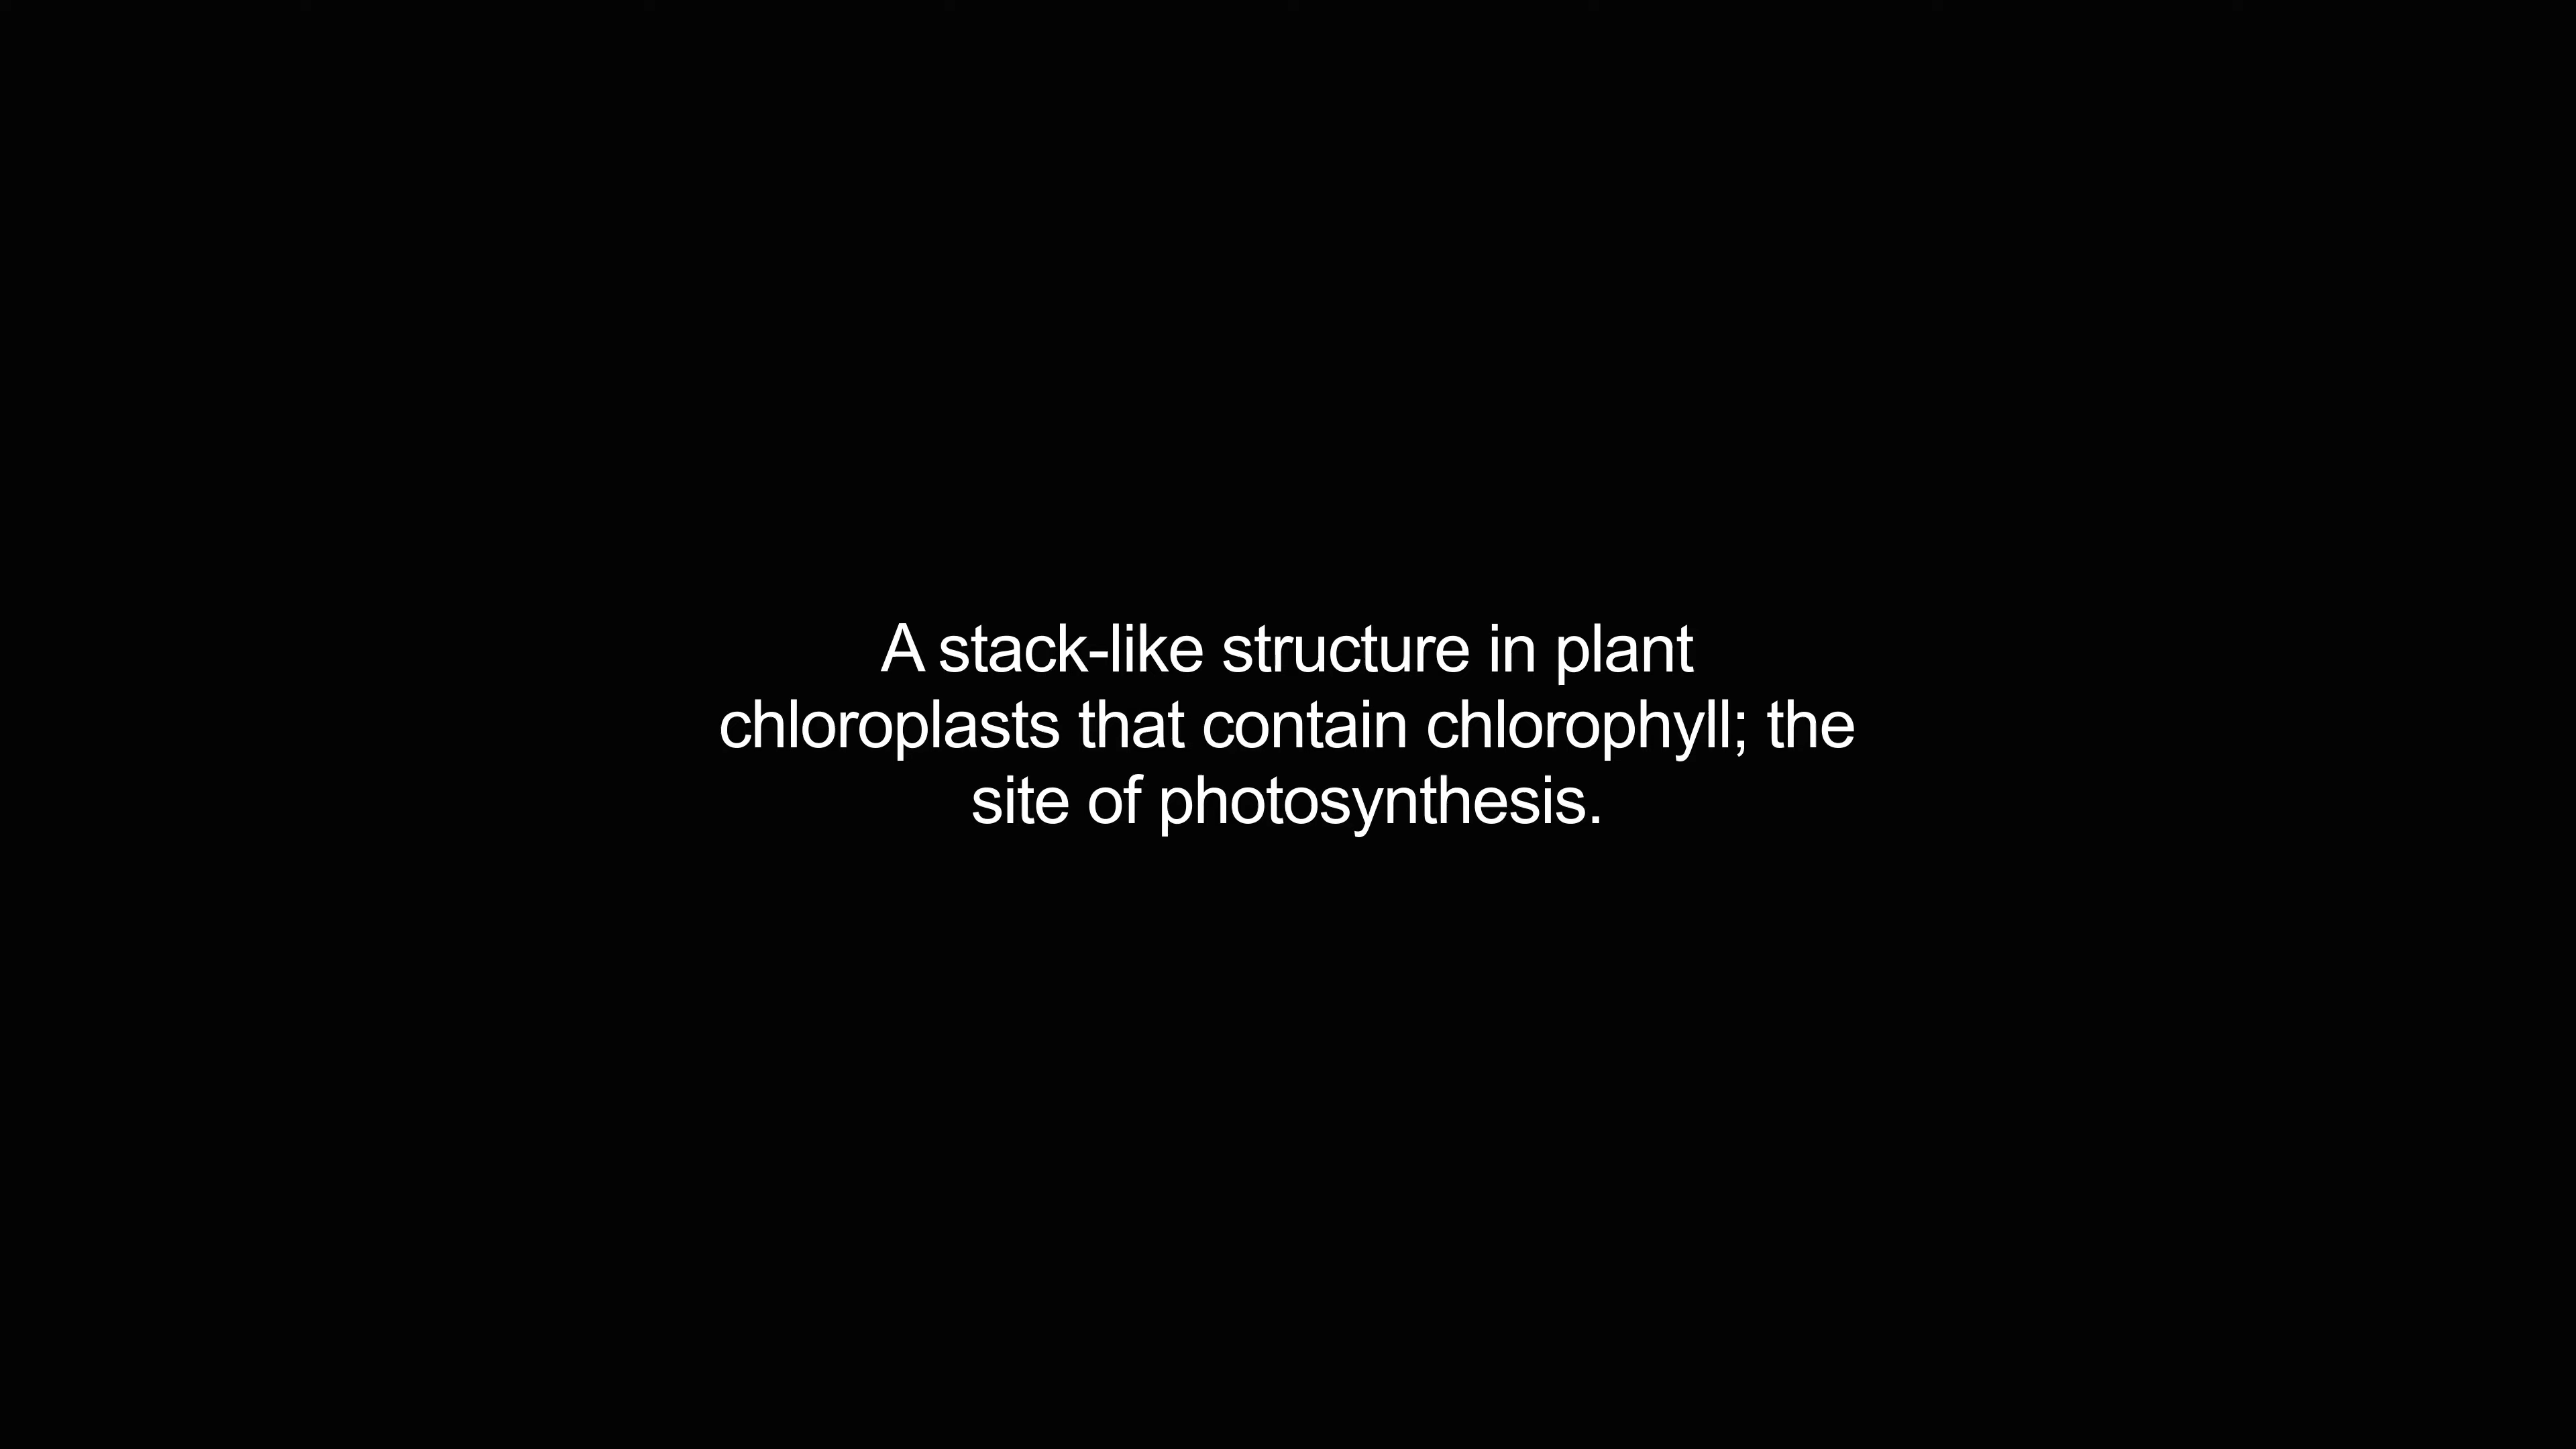 A stack-like structure in plant
chloroplasts that contain chlorophyll; the
site of photosynthesis.